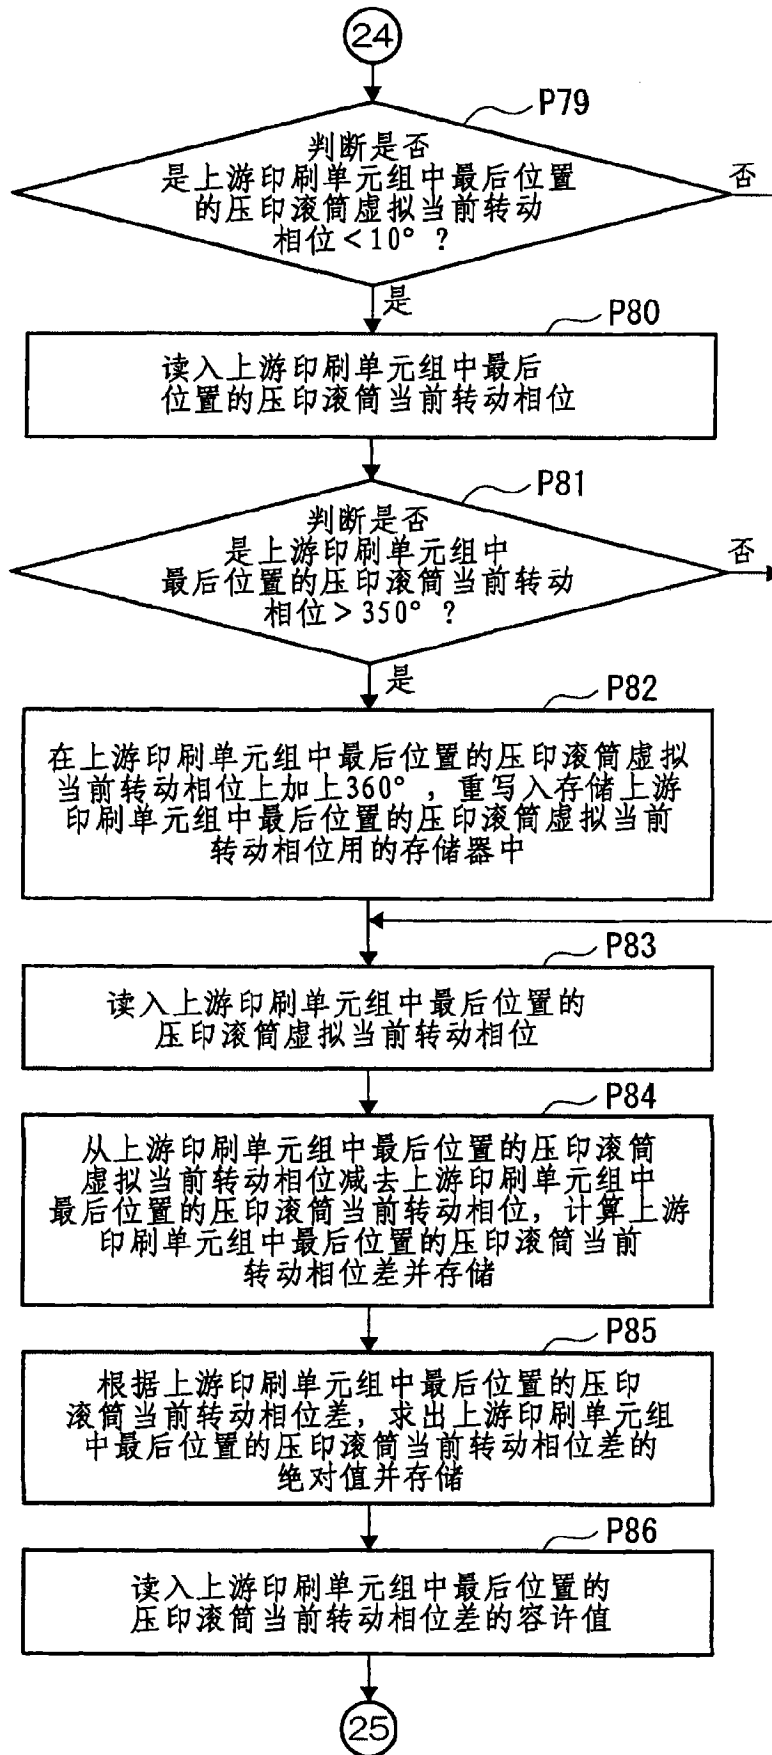 24
P79
判断是否
是上游印刷单元组中最后位置
的压印滚筒虚拟当前转动
相位<10°?
否
是
P80
读入上游印刷单元组中最后
位置的压印滚筒当前转动相位
P81
判断是否
是上游印刷单元组中
最后位置的压印滚筒当前转动
相位>350°?
否
是
P82
在上游印刷单元组中最后位置的压印滚筒虚拟
当前转动相位上加上360°,重写入存储上游
印刷单元组中最后位置的压印滚筒虚拟当前
转动相位用的存储器中
P83
读入上游印刷单元组中最后位置的
压印滚筒虚拟当前转动相位
P84
从上游印刷单元组中最后位置的压印滚筒
虚拟当前转动相位减去上游印刷单元组中
最后位置的压印滚筒当前转动相位,计算上游
印刷单元组中最后位置的压印滚筒当前
转动相位差并存储
P85
根据上游印刷单元组中最后位置的压印
滚筒当前转动相位差,求出上游印刷单元组
中最后位置的压印滚筒当前转动相位差的
绝对值并存储
P86
读入上游印刷单元组中最后位置的
压印滚筒当前转动相位差的容许值
25